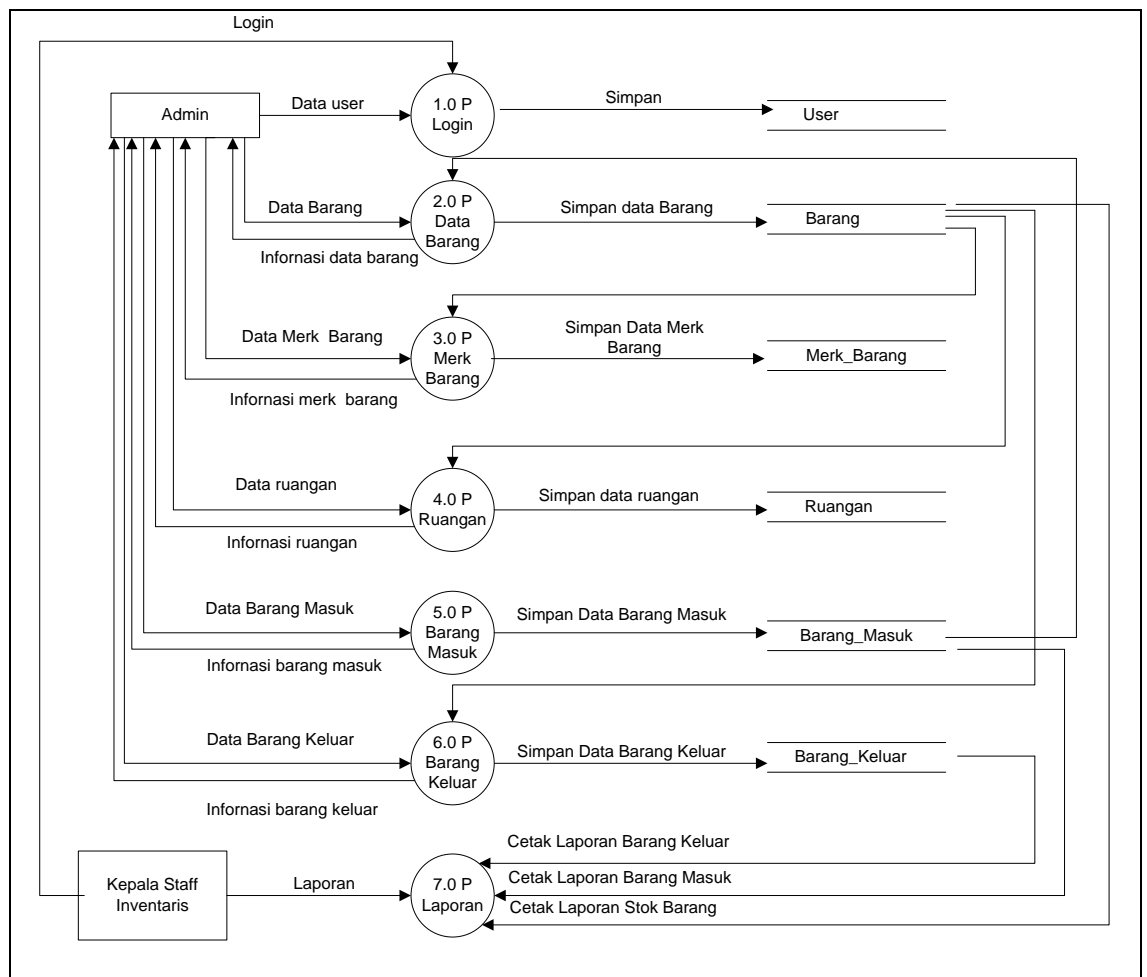 Login
Admin
Data user
1.0 P
Login
Simpan
User
Data Barang
2.0 P
Data
Barang
Simpan data Barang
Barang
Infornasi data barang
Data Merk Barang
3.0 P
Merk
Barang
Simpan Data Merk
Barang
Merk_Barang
Infornasi merk barang
Data ruangan
4.0 P
Ruangan
Simpan data ruangan
Ruangan
Infornasi ruangan
Data Barang Masuk
5.0 P
Barang
Masuk
Simpan Data Barang Masuk
Barang_Masuk
Infornasi barang masuk
Data Barang Keluar
6.0 P
Barang
Keluar
Simpan Data Barang Keluar
Barang_Keluar
Infornasi barang keluar
Cetak Laporan Barang Keluar
Kepala Staff
Inventaris
Laporan
7.0 P
Laporan
Cetak Laporan Barang Masuk
Cetak Laporan Stok Barang